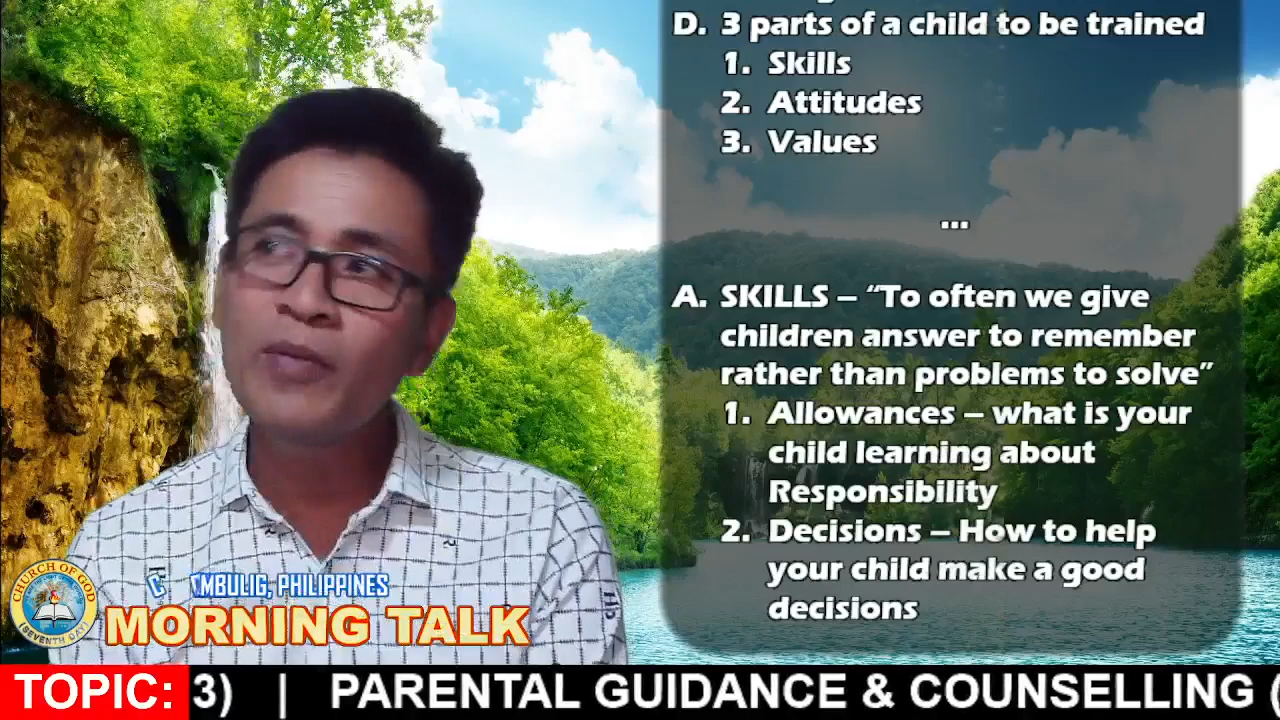 D. 3 parts of a child to be trained
1. Skills
2. Attitudes
3. Values
...
A. SKILLS – “To often we give
children answer to remember
rather than problems to solve”
1. Allowances – what is your
child learning about
Responsibility
2. Decisions – How to help
your child make a good
decisions
CHURCH OF GOD
(SEVENTH DAY)
MBULIG, PHILIPPINES
MORNING TALK
TOPIC: 3) | PARENTAL GUIDANCE & COUNSELLING (